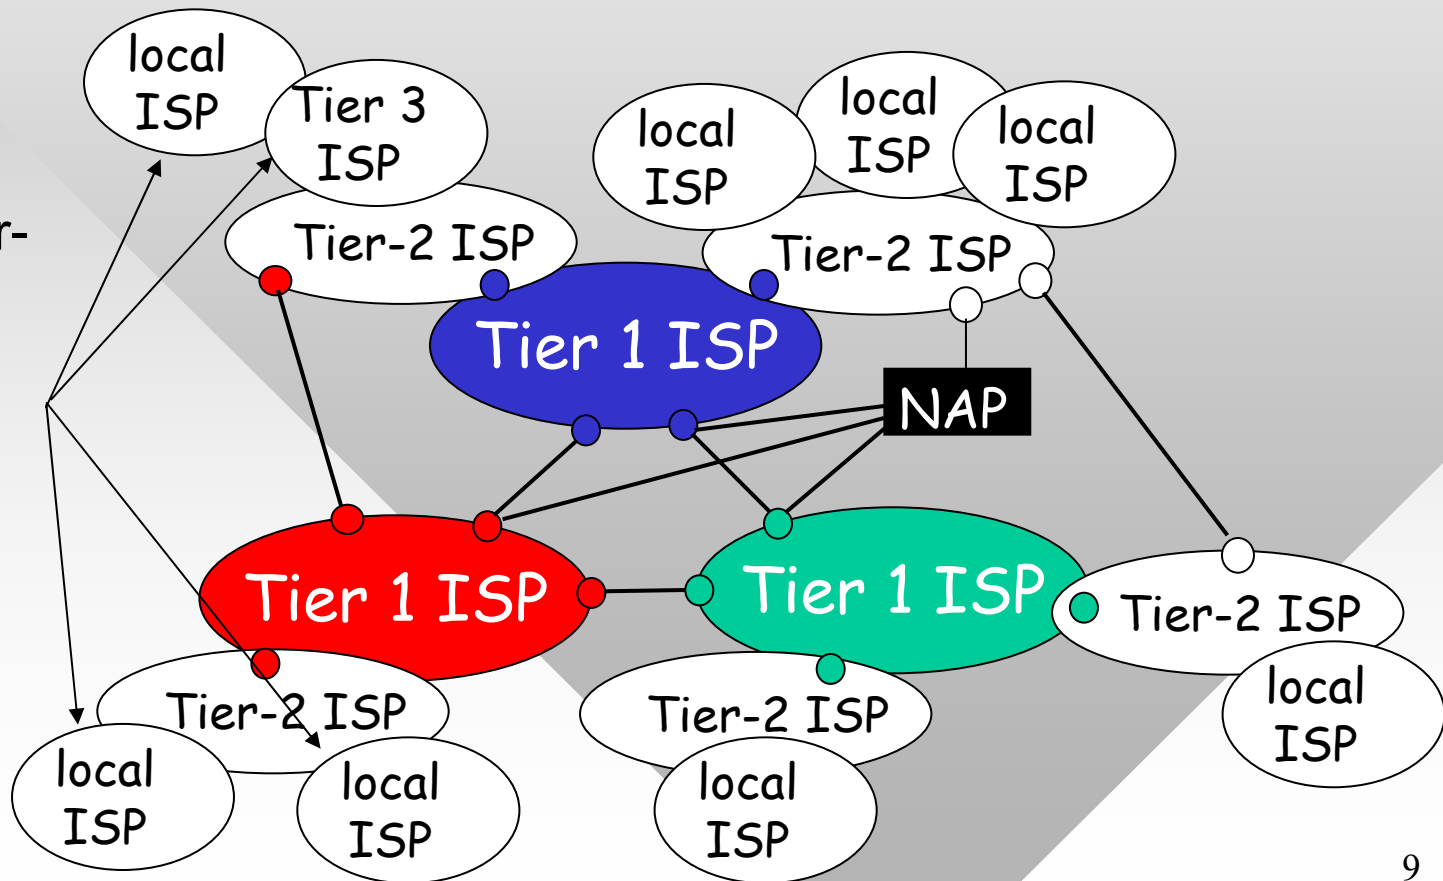 local
ISP
Tier 3
ISP
local
ISP
local
ISP
local
ISP
r-
Tier-2 ISP
Tier-2 ISP
Tier 1 ISP
NAP
Tier 1 ISP
Tier 1 ISP
Tier-2 ISP
Tier-2 ISP
Tier-2 ISP
local
ISP
local
ISP
local
ISP
local
ISP
9